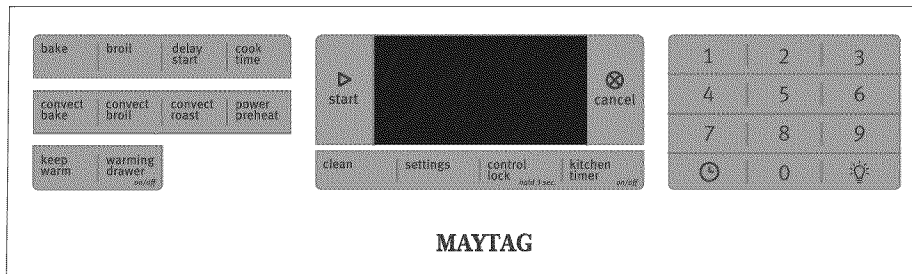 bake broil delay start cook time
convect bake convect broil convect roast power preheat
keep warm warming drawer on/off
start
cancel
clean settings control lock hold 3 sec. kitchen timer on/off
1 2 3
4 5 6
7 8 9
0
MAYTAG